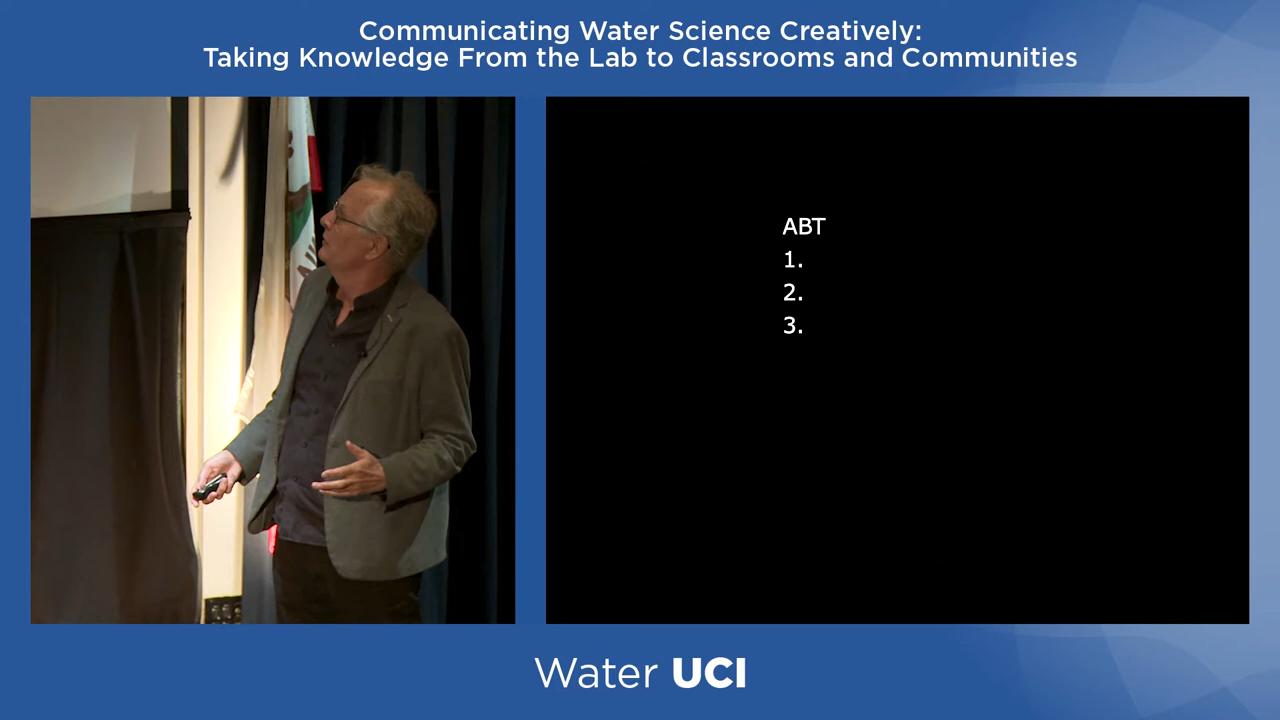 Communicating Water Science Creatively:
Taking Knowledge From the Lab to Classrooms and Communities
ABT
1.
2.
3.
Water UCI